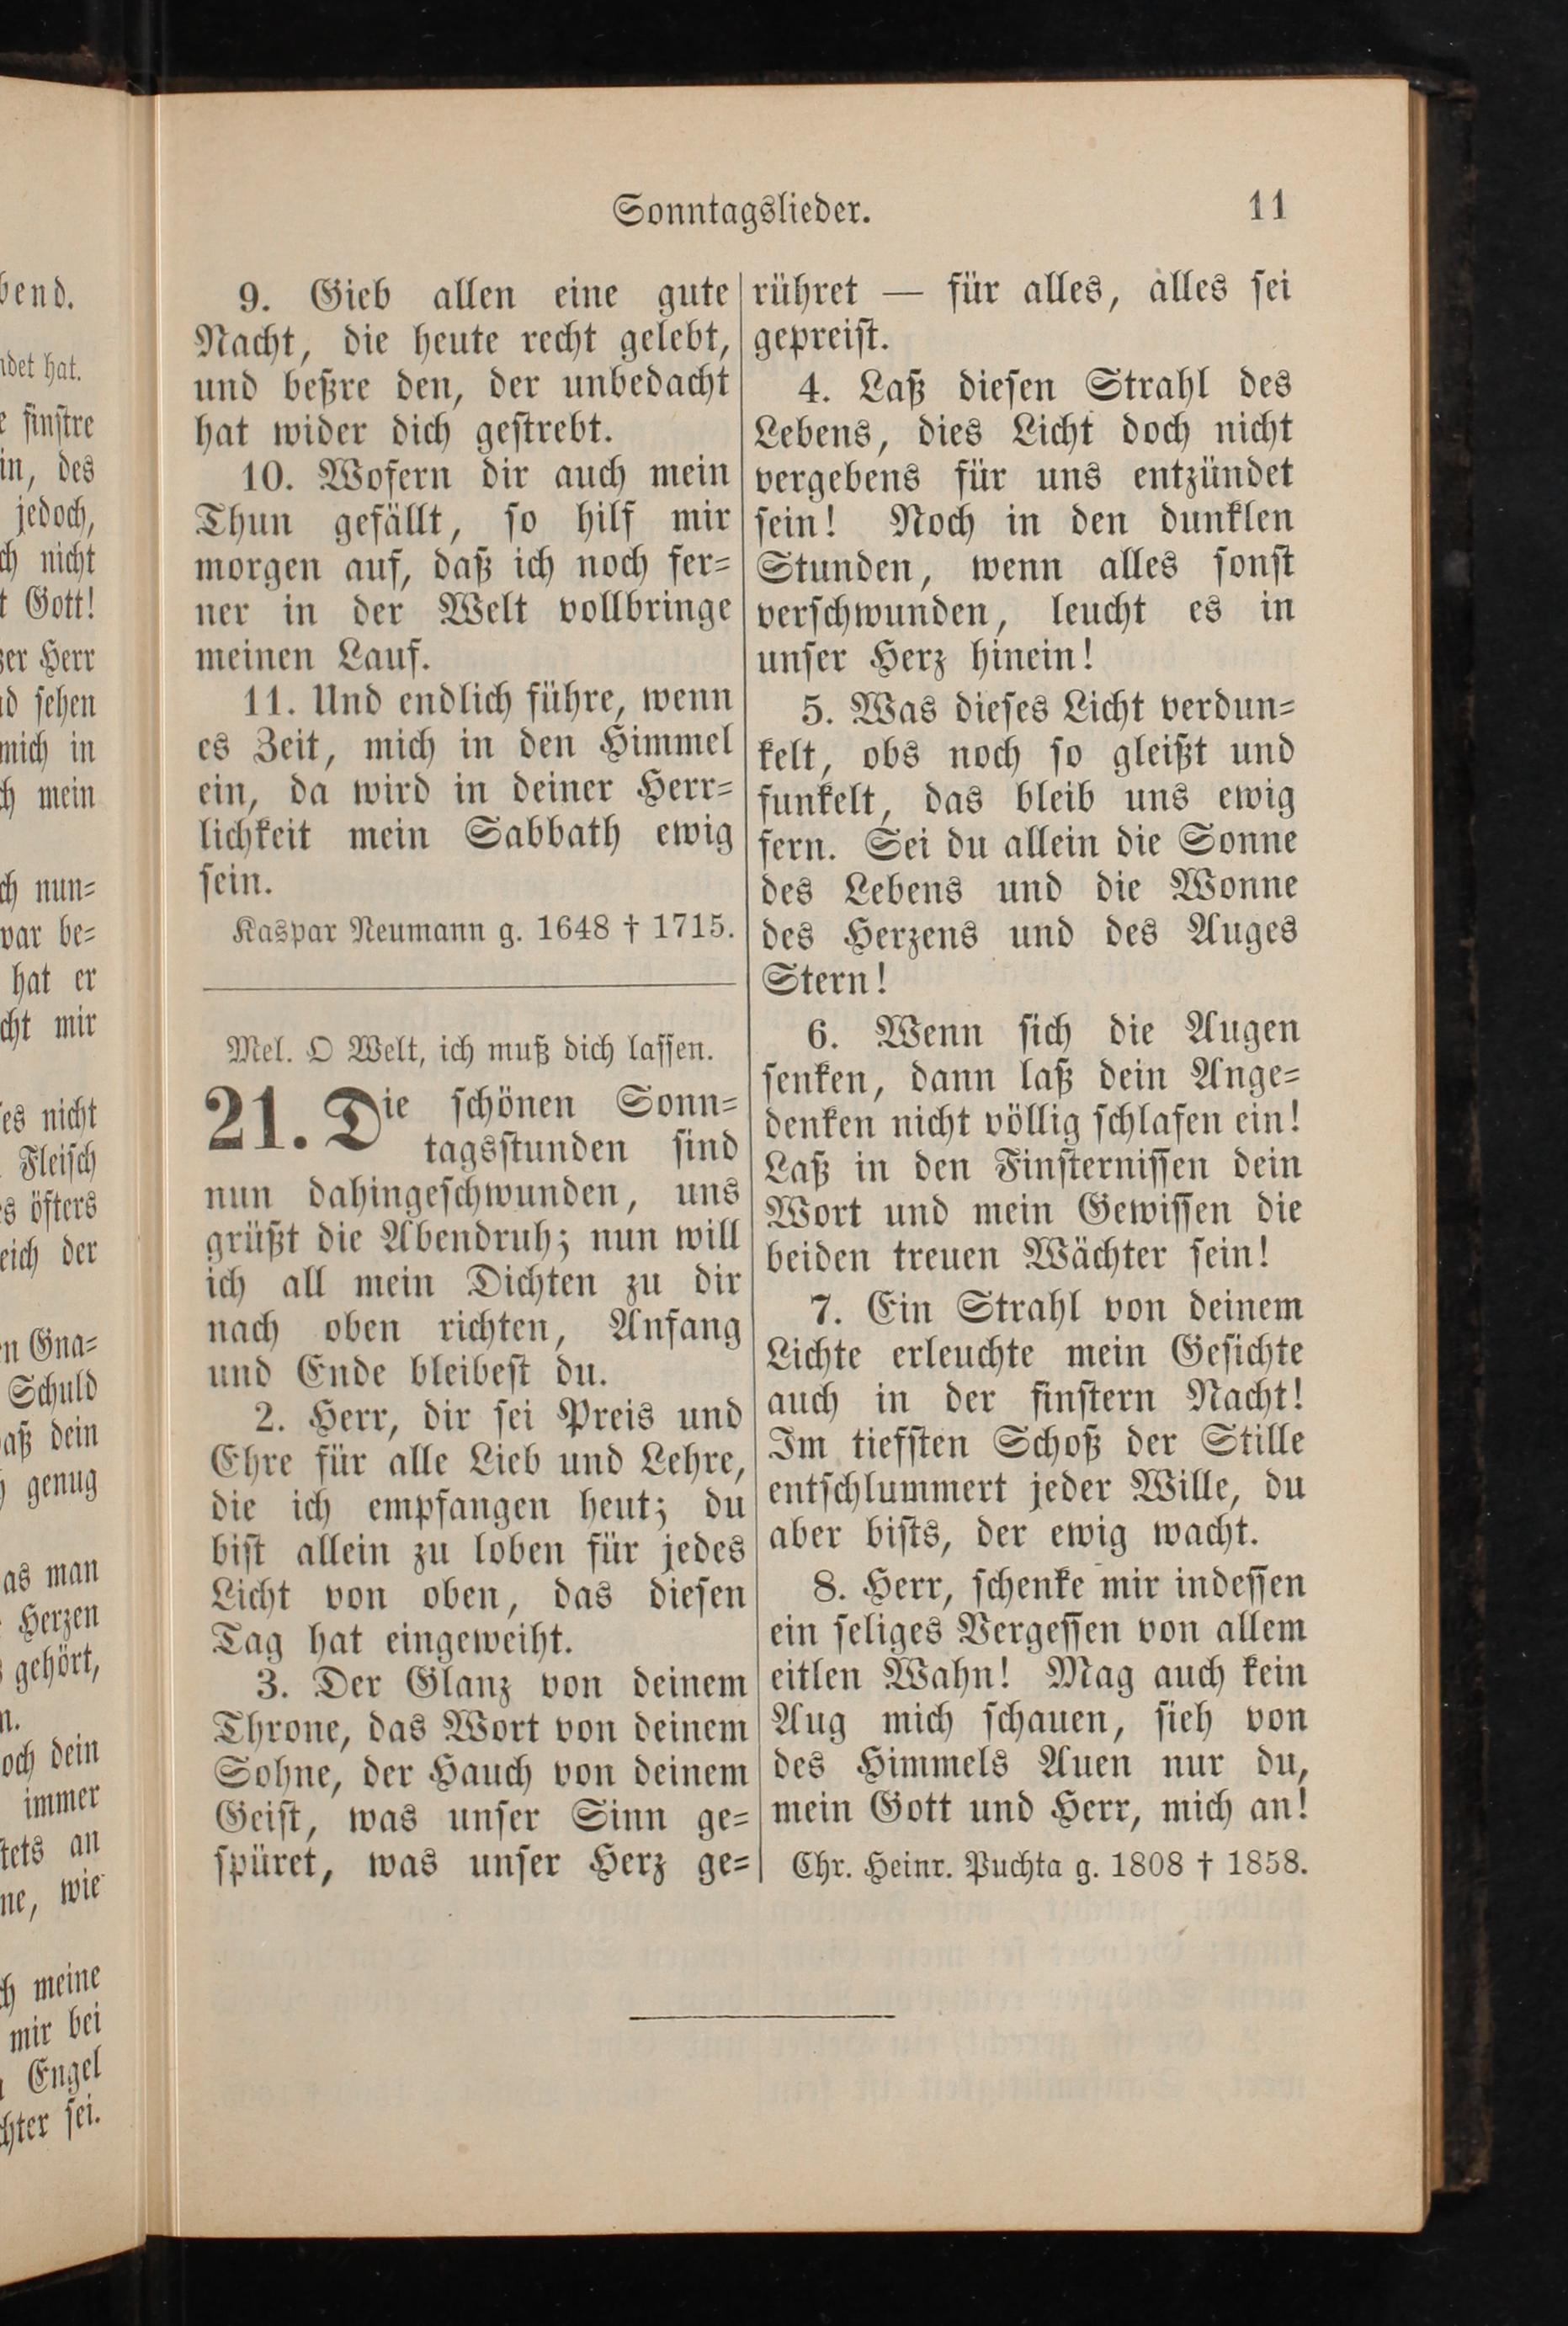 Sonntagslieder. 11
9. Gieb allen eine gute
Nacht, die heute recht gelebt,
und beßre den, der unbedacht
hat wider dich gestrebt.
10. Wofern dir auch mein
Thun gefällt, so hilf mir
morgen auf, daß ich noch fer=
ner in der Welt vollbringe
meinen Lauf.
11. Und endlich führe, wenn
es Zeit, mich in den Himmel
ein, da wird in deiner Herr=
lichkeit mein Sabbath ewig
sein.
Kaspar Neumann g. 1648 † 1715.
Mel. O Welt, ich muß dich lassen.
21. Die schönen Sonn=
tagsstunden sind
nun dahingeschwunden, uns
grüßt die Abendruh; nun will
ich all mein Dichten zu dir
nach oben richten, Anfang
und Ende bleibest du.
2. Herr, dir sei Preis und
Ehre für alle Lieb und Lehre,
die ich empfangen heut; du
bist allein zu loben für jedes
Licht von oben, das diesen
Tag hat eingeweiht.
3. Der Glanz von deinem
Throne, das Wort von deinem
Sohne, der Hauch von deinem
Geist, was unser Sinn ge=
spüret, was unser Herz ge=
rühret — für alles, alles sei
gepreist.
4. Laß diesen Strahl des
Lebens, dies Licht doch nicht
vergebens für uns entzündet
sein! Noch in den dunklen
Stunden, wenn alles sonst
verschwunden, leucht es in
unser Herz hinein!
5. Was dieses Licht verdun=
kelt, obs noch so gleißt und
funkelt, das bleib uns ewig
fern. Sei du allein die Sonne
des Lebens und die Wonne
des Herzens und des Auges
Stern!
6. Wenn sich die Augen
senken, dann laß dein Ange=
denken nicht völlig schlafen ein!
Laß in den Finsternissen dein
Wort und mein Gewissen die
beiden treuen Wächter sein!
7. Ein Strahl von deinem
Lichte erleuchte mein Gesichte
auch in der finstern Nacht!
Im tiefsten Schoß der Stille
entschlummert jeder Wille, du
aber bists, der ewig wacht.
8. Herr, schenke mir indessen
ein seliges Vergessen von allem
eitlen Wahn! Mag auch kein
Aug mich schauen, sieh von
des Himmels Auen nur du,
mein Gott und Herr, mich an!
Chr. Heinr. Puchta g. 1808 † 1858.